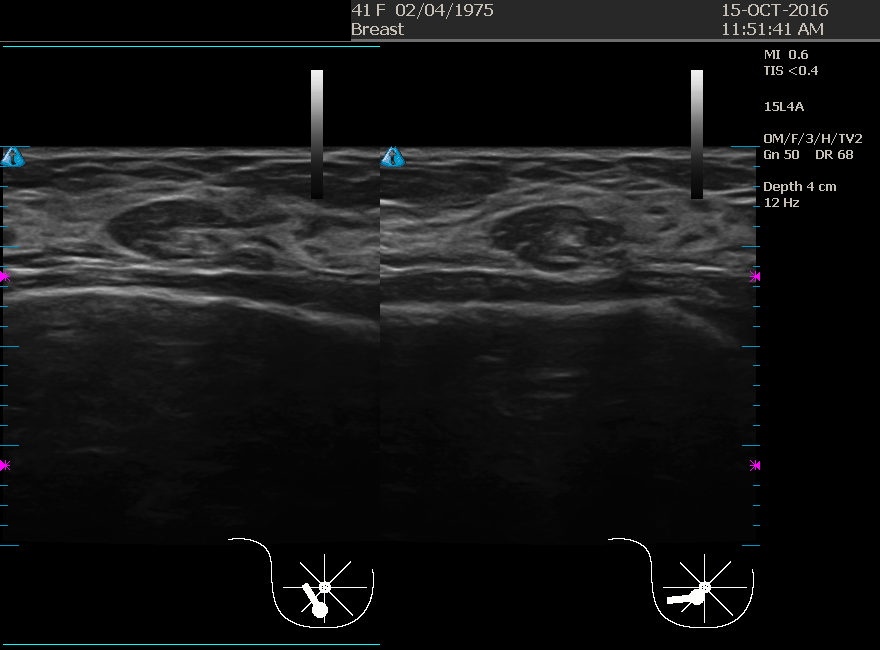 41 F 02/04/1975 15-OCT-2016
Breast 11:51:41 AM
MI 0.6
TIS <0.4
15L4A
OM/F/3/H/TV2
Gn 50 DR 68
Depth 4 cm
12 Hz